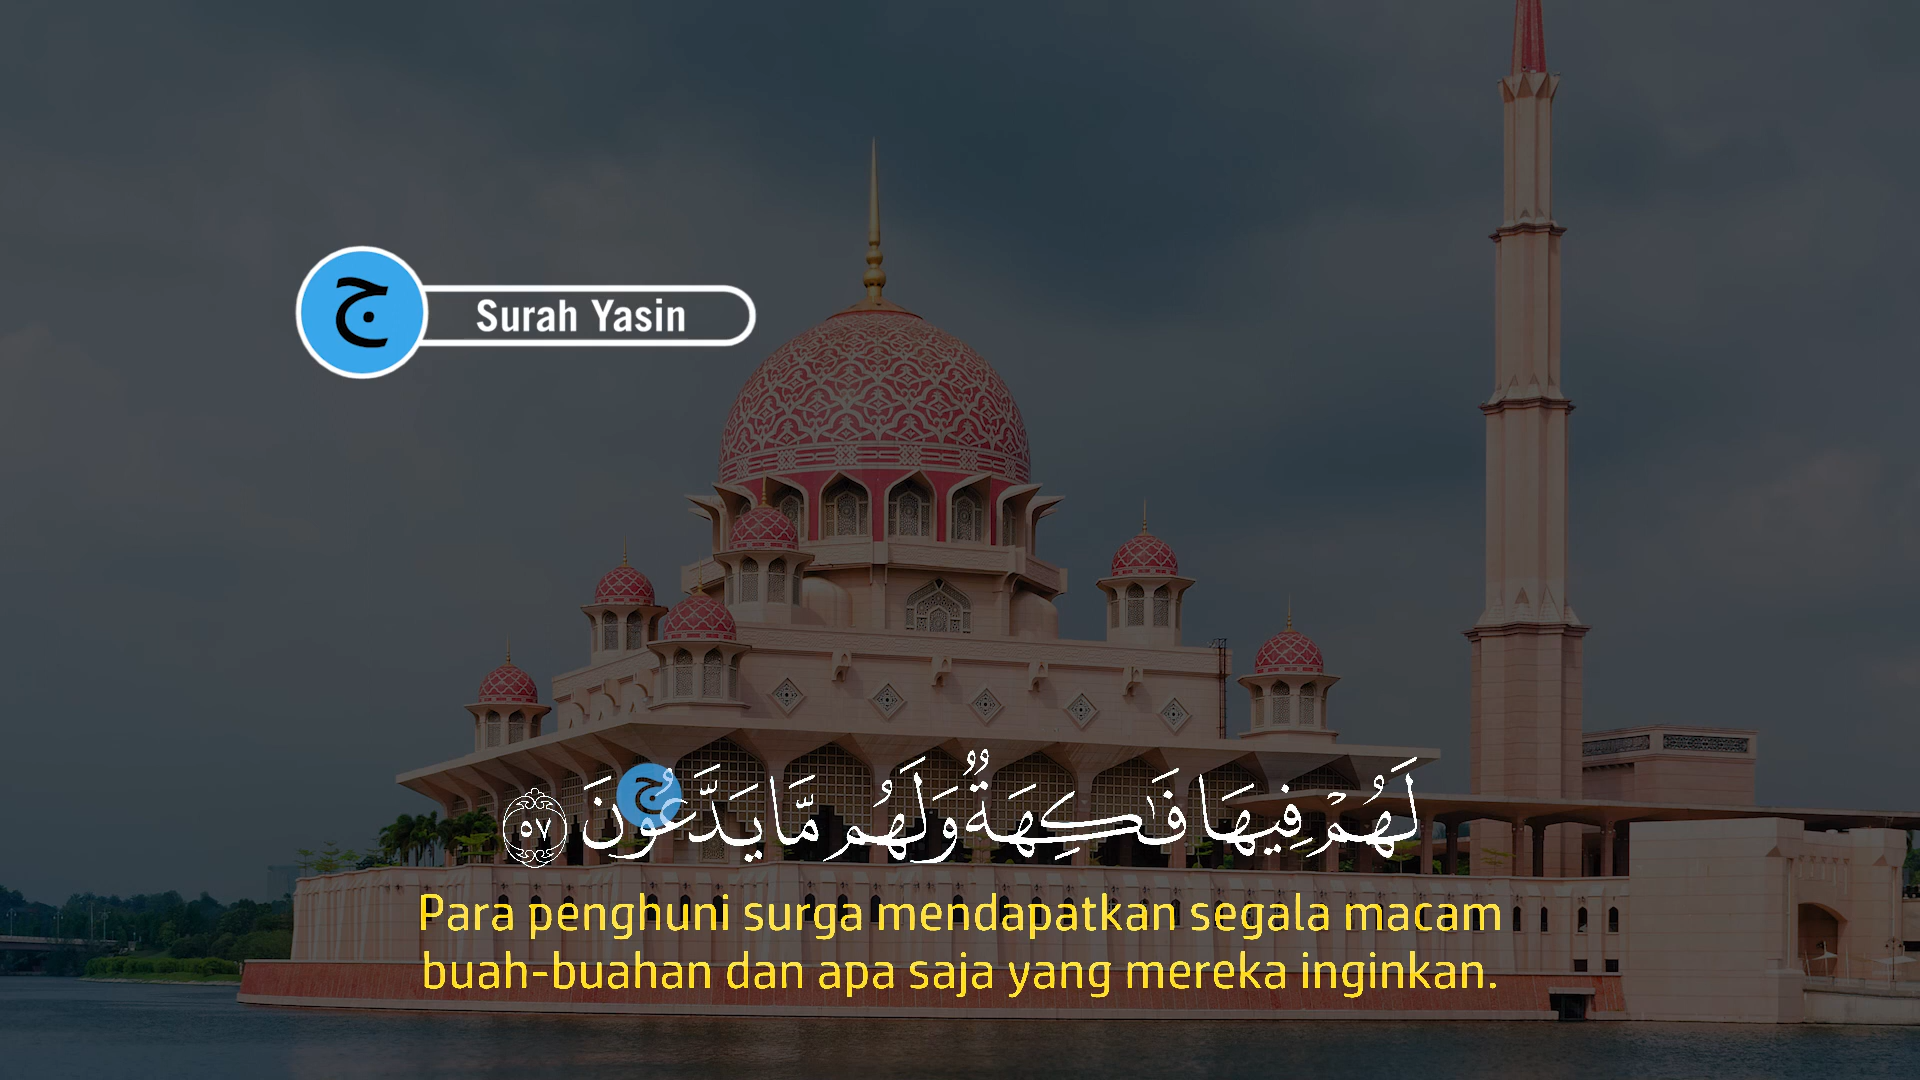 ج
Surah Yasin
لَهُمْ فِيهَا فَٰكِهَةٌ وَلَهُم مَّا يَدَّعُونَ ٥٧
ج
Para penghuni surga mendapatkan segala macam
buah-buahan dan apa saja yang mereka inginkan.